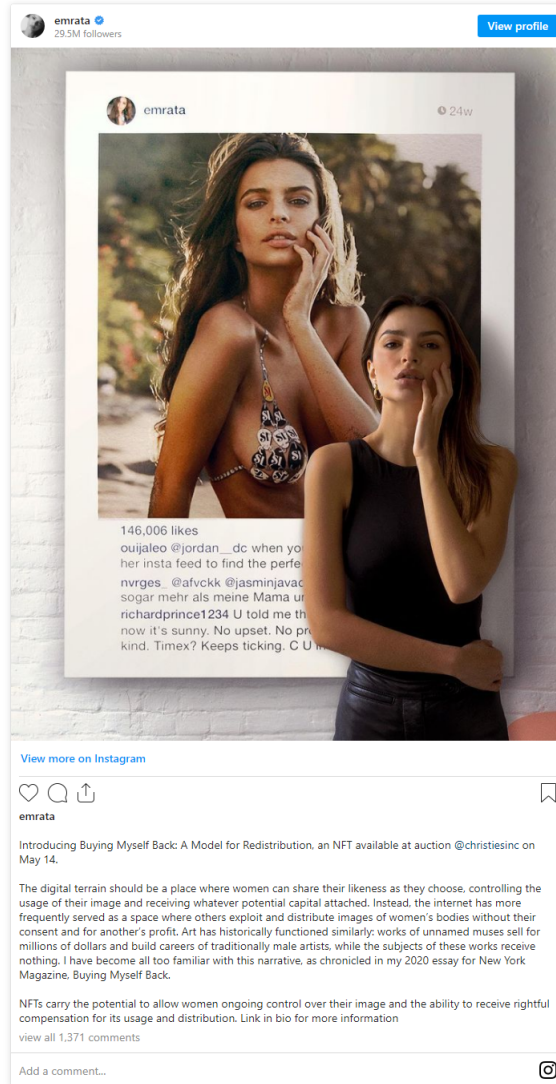 emrata
29.5M followers
View profile
emrata
24w
146,006 likes
ouijaleo @jordan__dc when yo
her insta feed to find the perfe
nvrges_ @afvckk @jasminjavac
sogar mehr als meine Mama u
richardprince1234 U told me th
now it's sunny. No upset. No pr
kind. Timex? Keeps ticking. C U
View more on Instagram
emrata
Introducing Buying Myself Back: A Model for Redistribution, an NFT available at auction @christiesinc on
May 14.
The digital terrain should be a place where women can share their likeness as they choose, controlling the
usage of their image and receiving whatever potential capital attached. Instead, the internet has more
frequently served as a space where others exploit and distribute images of women's bodies without their
consent and for another's profit. Art has historically functioned similarly: works of unnamed muses sell for
millions of dollars and build careers of traditionally male artists, while the subjects of these works receive
nothing. I have become all too familiar with this narrative, as chronicled in my 2020 essay for New York
Magazine, Buying Myself Back.
NFTs carry the potential to allow women ongoing control over their image and the ability to receive rightful
compensation for its usage and distribution. Link in bio for more information
view all 1,371 comments
Add a comment...